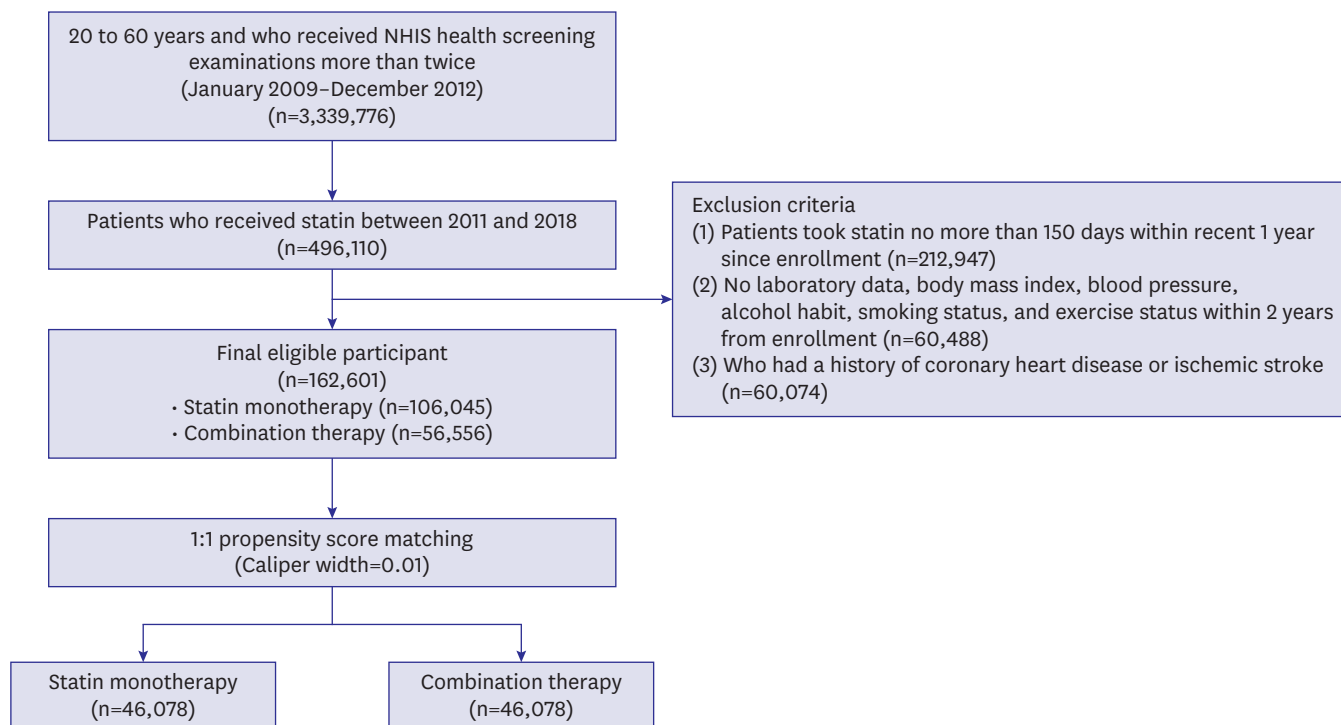 20 to 60 years and who received NHIS health screening
examinations more than twice
(January 2009–December 2012)
(n=3,339,776)
Patients who received statin between 2011 and 2018
(n=496,110)
Exclusion criteria
(1) Patients took statin no more than 150 days within recent 1 year
since enrollment (n=212,947)
(2) No laboratory data, body mass index, blood pressure,
alcohol habit, smoking status, and exercise status within 2 years
from enrollment (n=60,488)
(3) Who had a history of coronary heart disease or ischemic stroke
(n=60,074)
Final eligible participant
(n=162,601)
· Statin monotherapy (n=106,045)
· Combination therapy (n=56,556)
1:1 propensity score matching
(Caliper width=0.01)
Statin monotherapy
(n=46,078)
Combination therapy
(n=46,078)